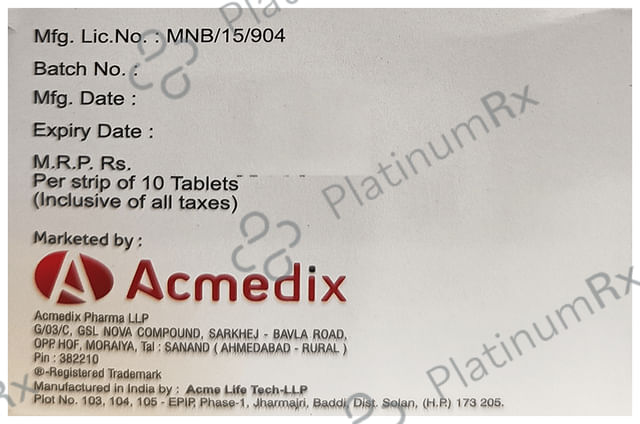 Mfg. Lic.No. : MNB/15/904
Batch No. :
Mfg. Date :
Expiry Date :
M.R.P. Rs.
Per strip of 10 Tablets
(Inclusive of all taxes)
Marketed by :
Acmedix
Acmedix Pharma LLP
G/03/C, GSL NOVA COMPOUND, SARKHEJ - BAVLA ROAD,
OPP. HOF, MORAIYA, Tal : SANAND ( AHMEDABAD - RURAL )
Pin : 382210
®-Registered Trademark
Manufactured in India by : Acme Life Tech-LLP
Plot No. 103, 104, 105 - EPIP, Phase-1, Jharmajri, Baddi, Dist. Solan, (H.P.) 173 205.
PlatinumRx
PlatinumRx
Rx